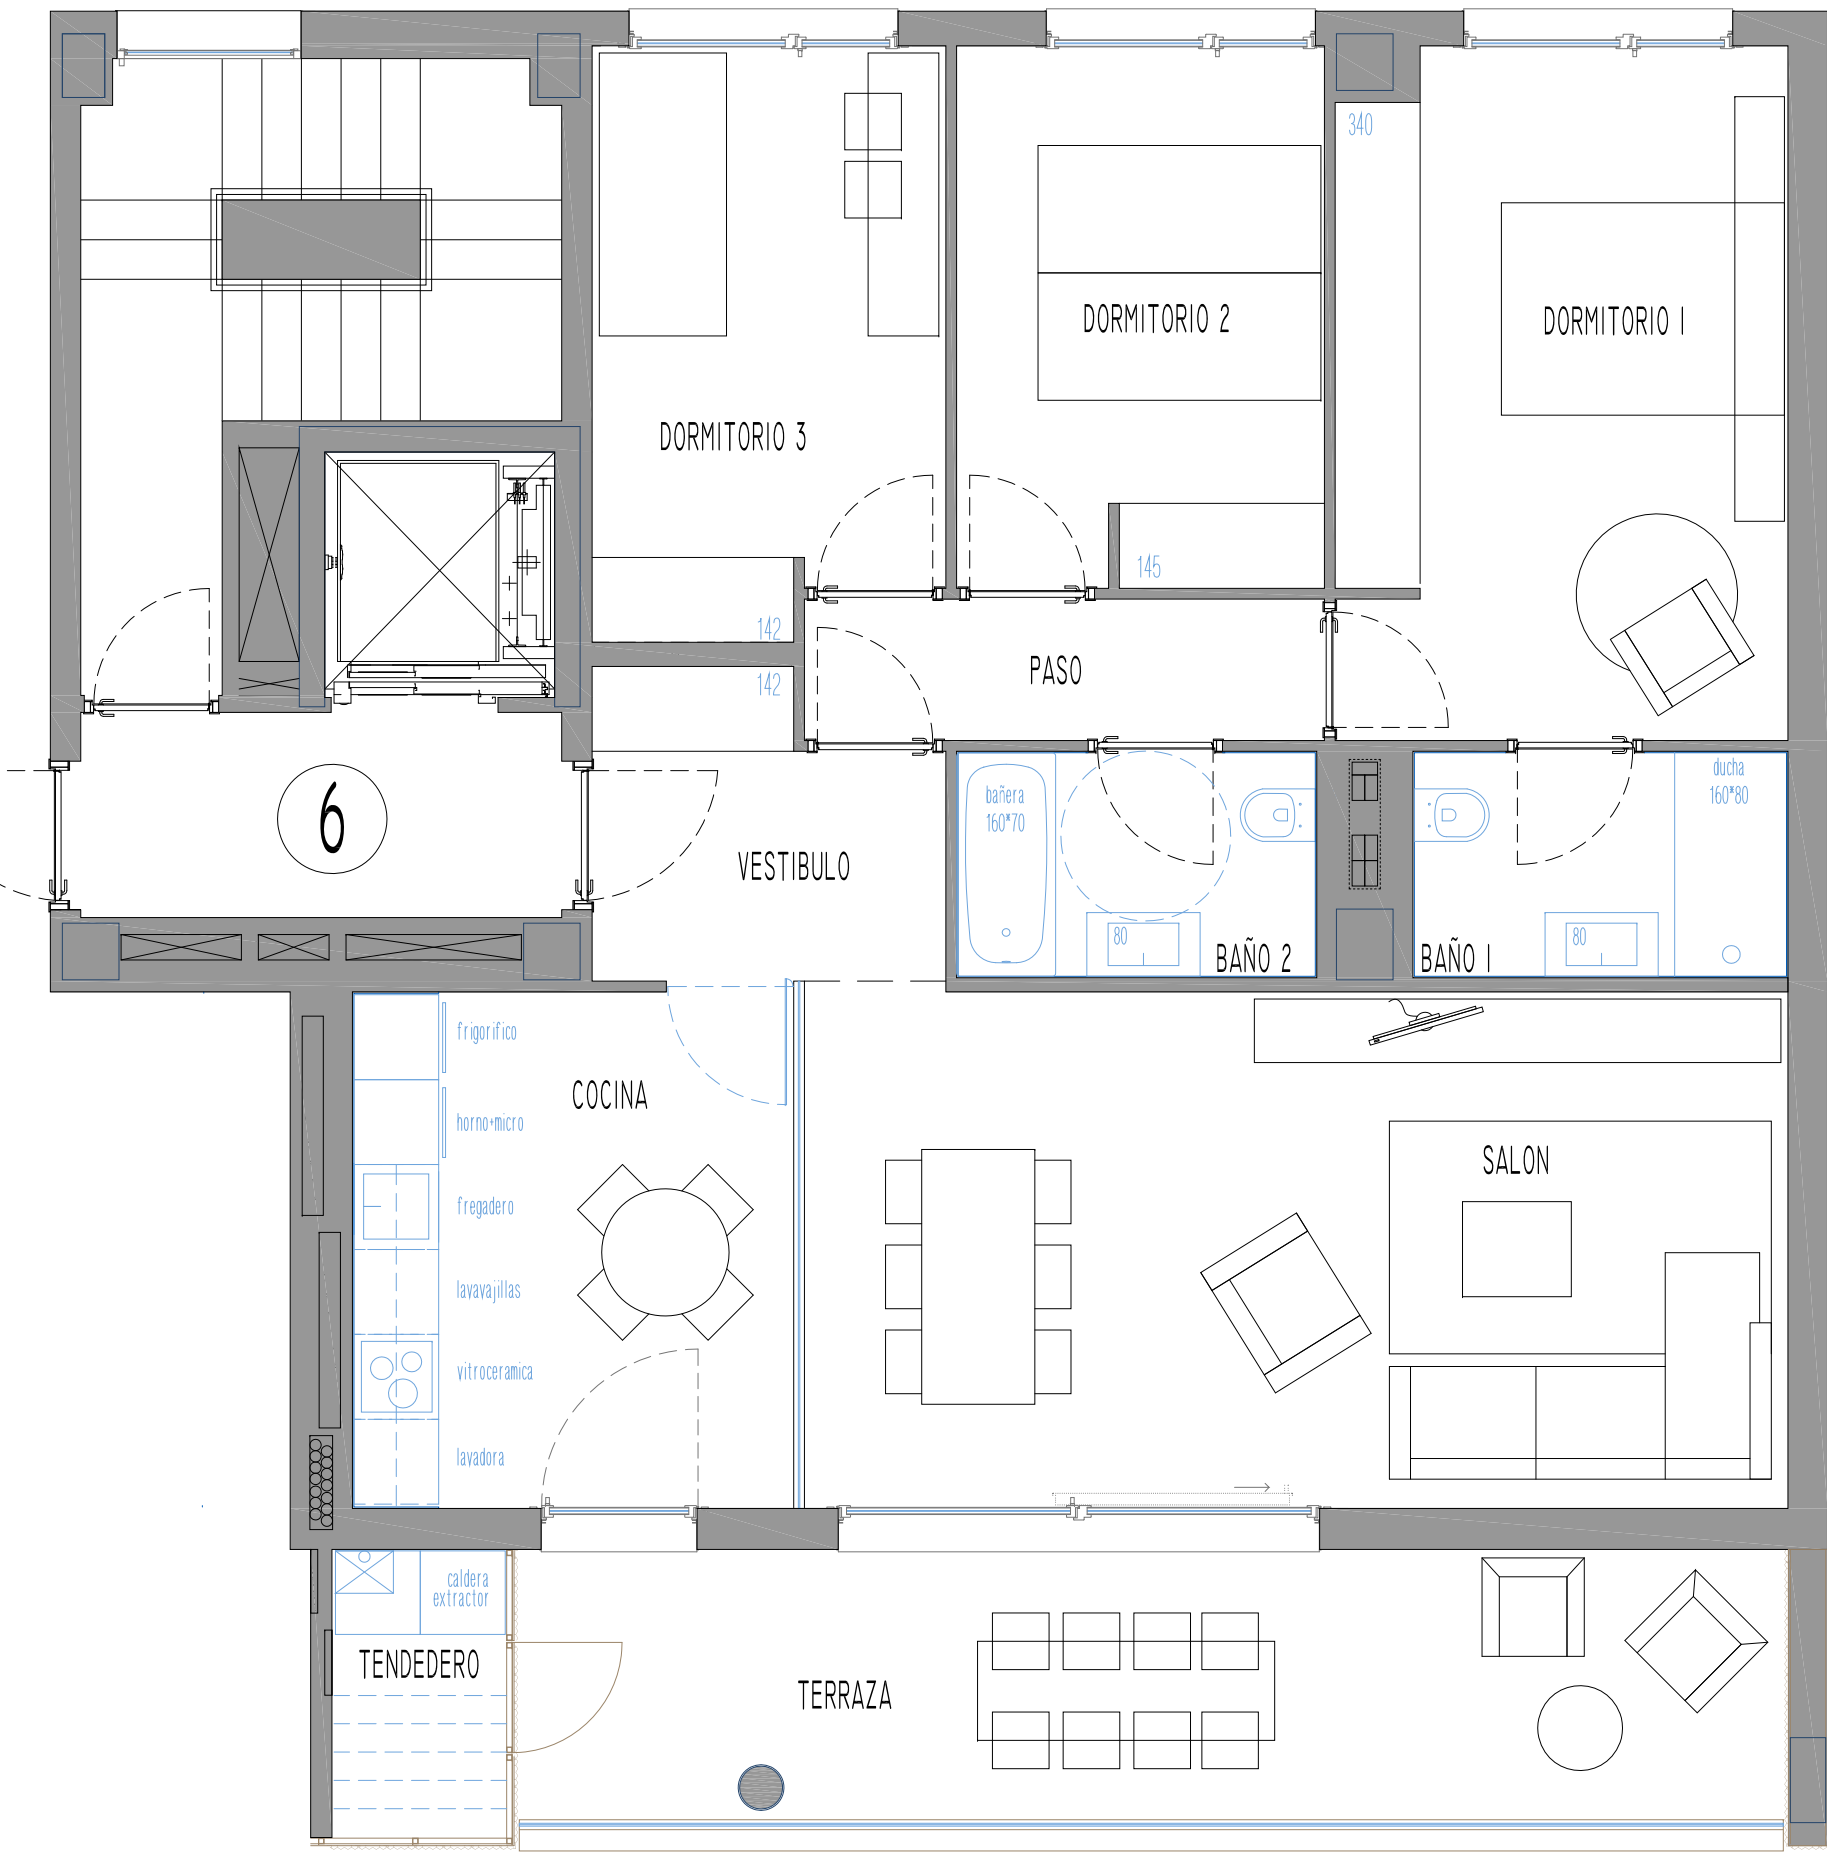 340
DORMITORIO 2
DORMITORIO 1
DORMITORIO 3
145
142
142
PASO
6
VESTIBULO
bañera
160*70
80
BAÑO 2
ducha
160*80
80
BAÑO 1
frigorifico
COCINA
horno+micro
fregadero
lavavajillas
vitroceramica
lavadora
SALON
caldera
extractor
TENDEDERO
TERRAZA